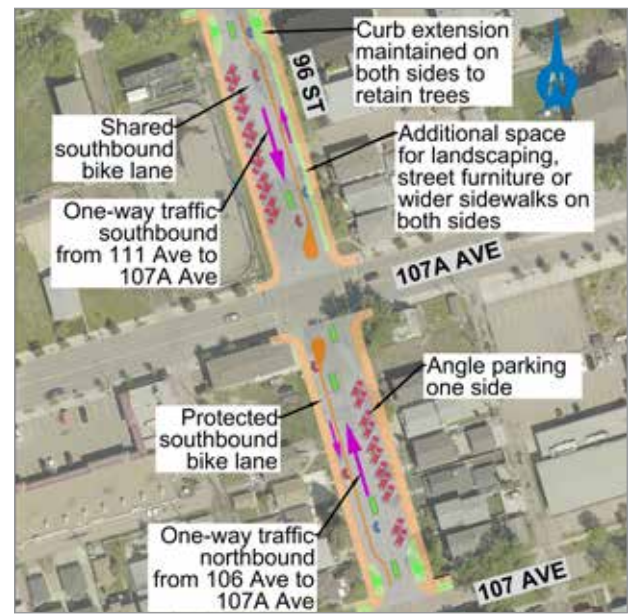 Curb extension
maintained on
both sides to
retain trees
96 ST
N
Shared
southbound
bike lane
Additional space
for landscaping,
street furniture or
wider sidewalks on
both sides
One-way traffic
southbound
from 111 Ave to
107A Ave
107A AVE
Angle parking
one side
Protected
southbound
bike lane
One-way traffic
northbound
from 106 Ave to
107A Ave
107 AVE